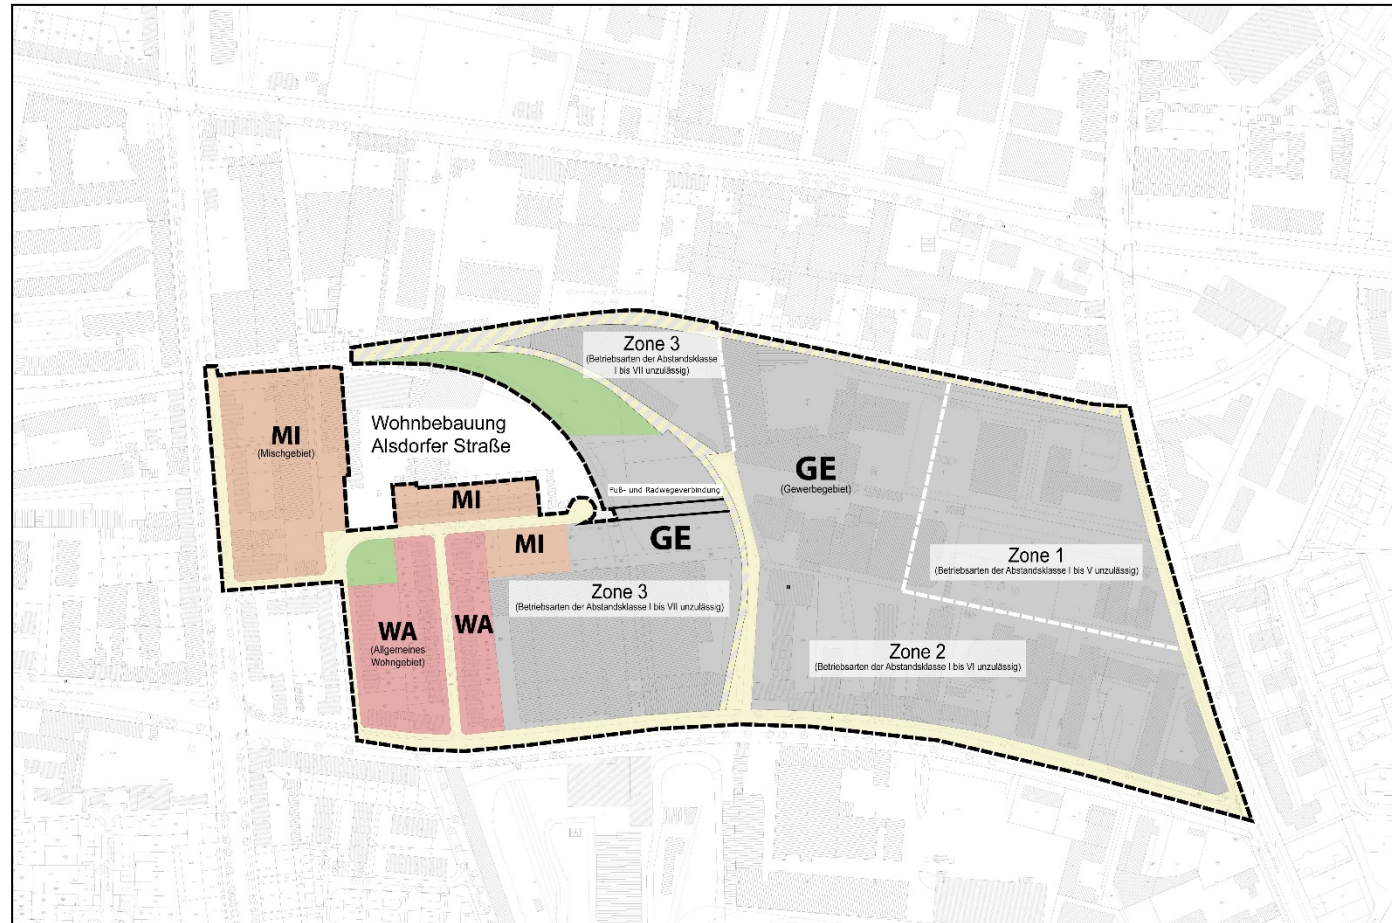 Zone 3
(Betriebsarten der Abstandsklasse
I bis VII unzulässig)
Wohnbebauung
Alsdorfer Straße
MI
(Mischgebiet)
GE
(Gewerbegebiet)
MI
Fuß- und Radwegeverbindung
MI
GE
Zone 1
(Betriebsarten der Abstandsklasse I bis V unzulässig)
Zone 3
(Betriebsarten der Abstandsklasse I bis VII unzulässig)
WA
(Allgemeines
Wohngebiet)
WA
Zone 2
(Betriebsarten der Abstandsklasse I bis VI unzulässig)